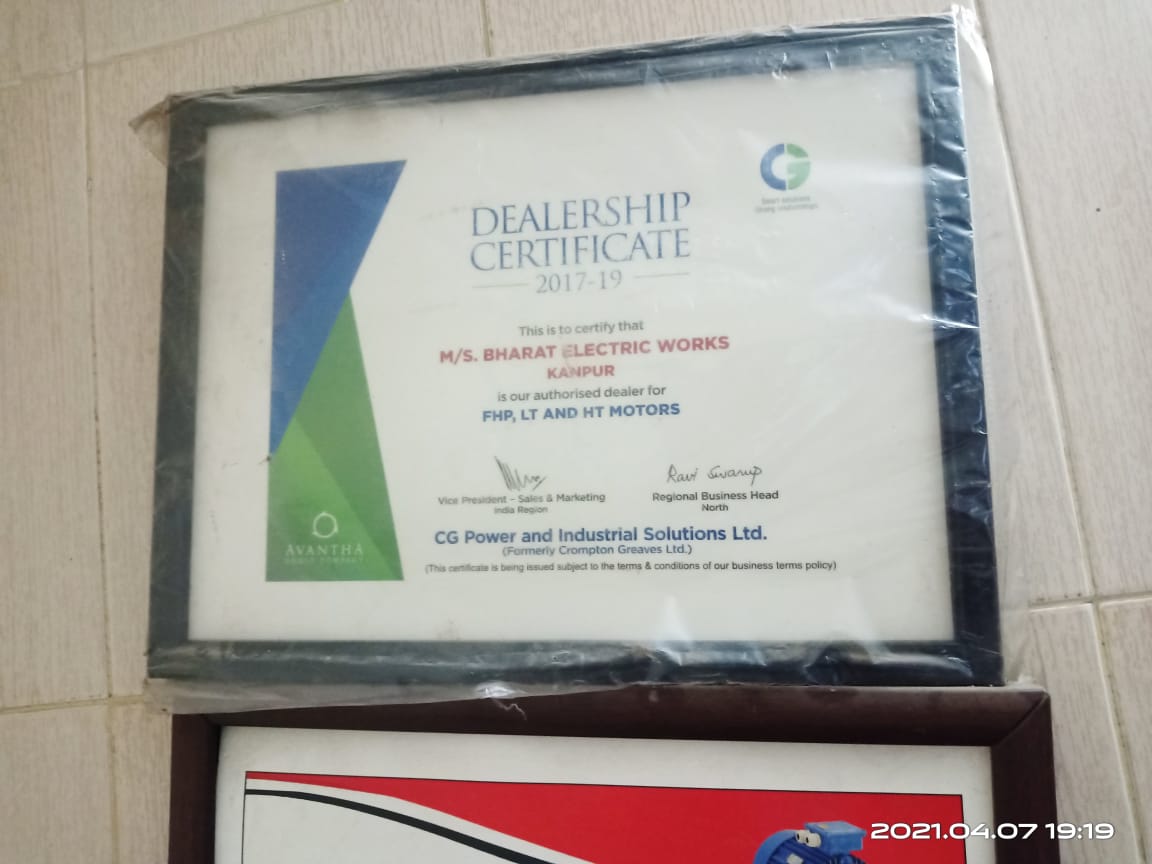 Smart solutions.
Strong relationships.
DEALERSHIP
CERTIFICATE
2017-19
This is to certify that
M/S. BHARAT ELECTRIC WORKS
KANPUR
is our authorised dealer for
FHP, LT AND HT MOTORS
Ravi Swarup
Vice President – Sales & Marketing
India Region
Regional Business Head
North
CG Power and Industrial Solutions Ltd.
(Formerly Crompton Greaves Ltd.)
(This certificate is being issued subject to the terms & conditions of our business terms policy)
AVANTHA
GROUP COMPANY
2021.04.07 19:19